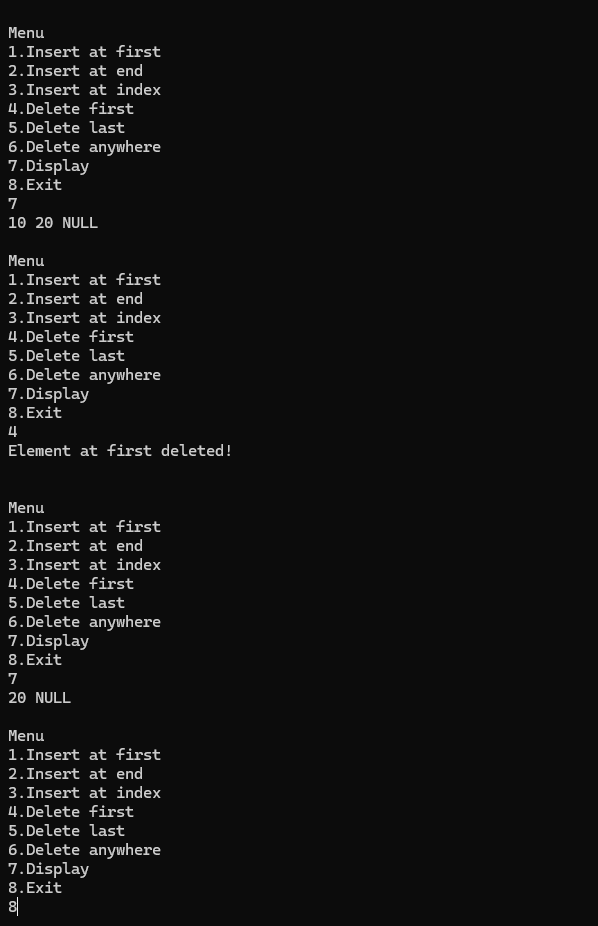 Menu
1.Insert at first
2.Insert at end
3.Insert at index
4.Delete first
5.Delete last
6.Delete anywhere
7.Display
8.Exit
7
10 20 NULL
Menu
1.Insert at first
2.Insert at end
3.Insert at index
4.Delete first
5.Delete last
6.Delete anywhere
7.Display
8.Exit
4
Element at first deleted!
Menu
1.Insert at first
2.Insert at end
3.Insert at index
4.Delete first
5.Delete last
6.Delete anywhere
7.Display
8.Exit
7
20 NULL
Menu
1.Insert at first
2.Insert at end
3.Insert at index
4.Delete first
5.Delete last
6.Delete anywhere
7.Display
8.Exit
8